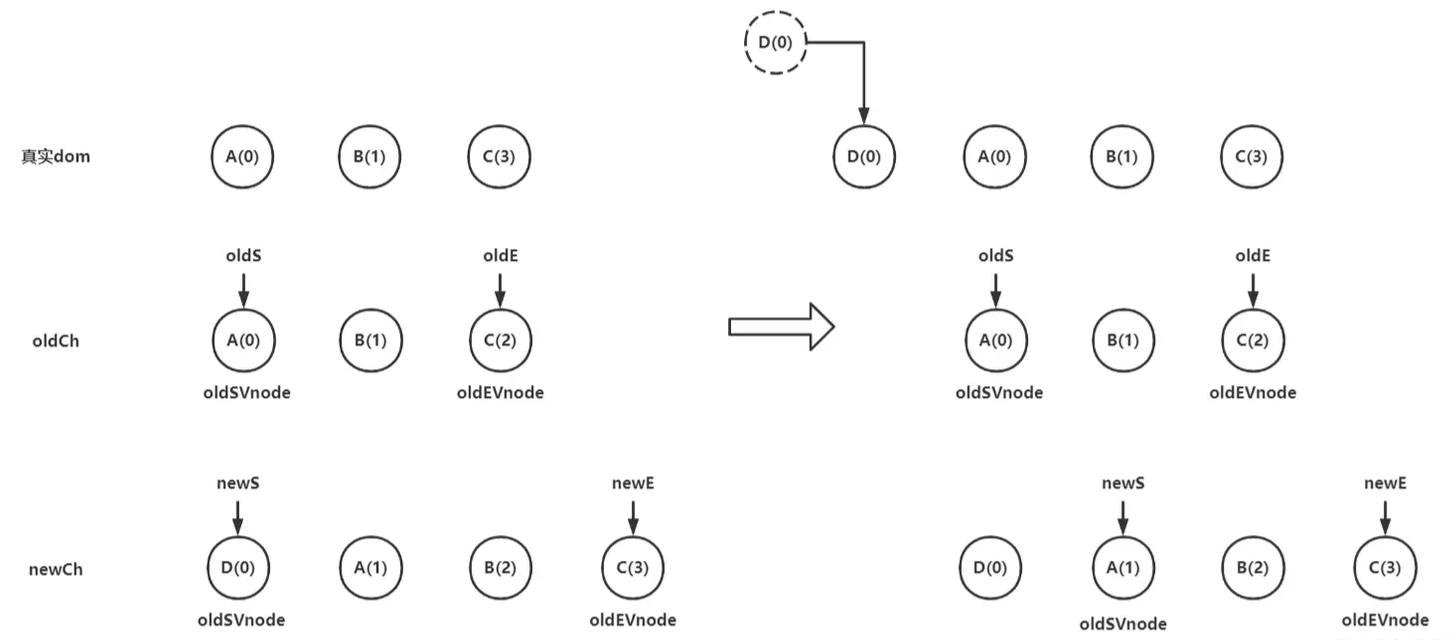 D(0)
真实dom A(0) B(1) C(3) D(0) A(0) B(1) C(3)
oldS oldE oldS oldE
oldCh A(0) B(1) C(2) A(0) B(1) C(2)
oldSVnode oldEVnode oldSVnode oldEVnode
newS newE newS newE
newCh D(0) A(1) B(2) C(3) D(0) A(1) B(2) C(3)
oldSVnode oldEVnode oldSVnode oldEVnode